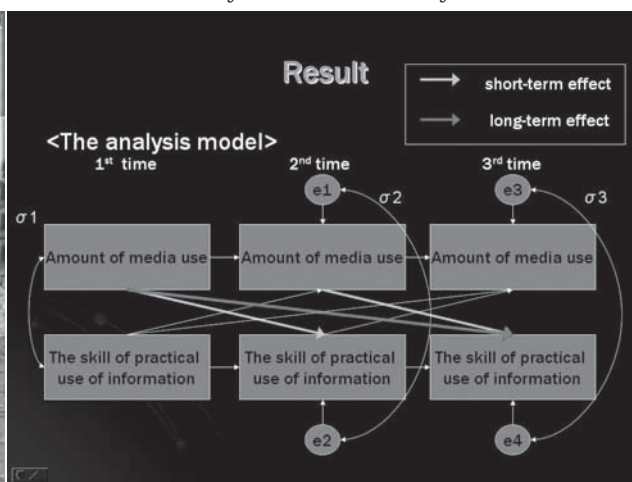 Result
short-term effect
long-term effect
<The analysis model>
1st time
2nd time
3rd time
e1
e3
σ1
σ2
σ3
Amount of media use
Amount of media use
Amount of media use
The skill of practical
use of information
The skill of practical
use of information
The skill of practical
use of information
e2
e4